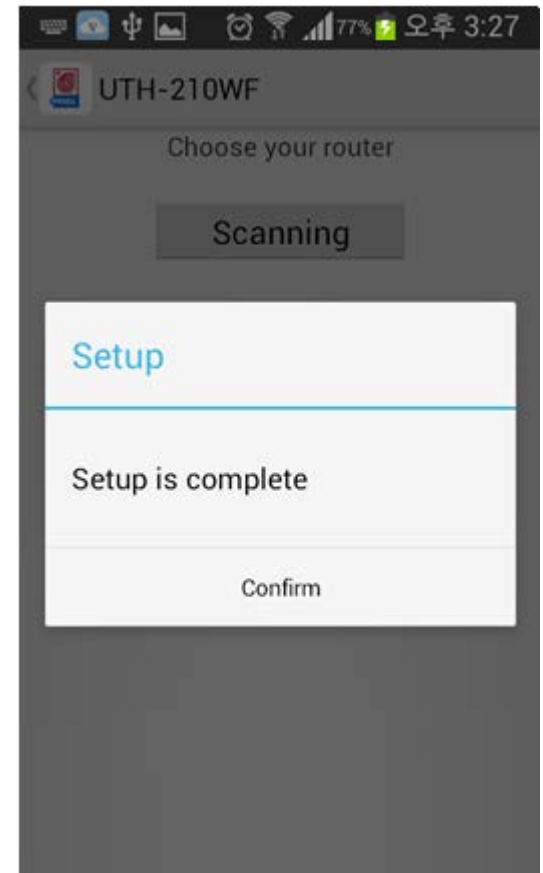 77% 오후 3:27
UTH-210WF
Choose your router
Scanning
Setup
Setup is complete
Confirm